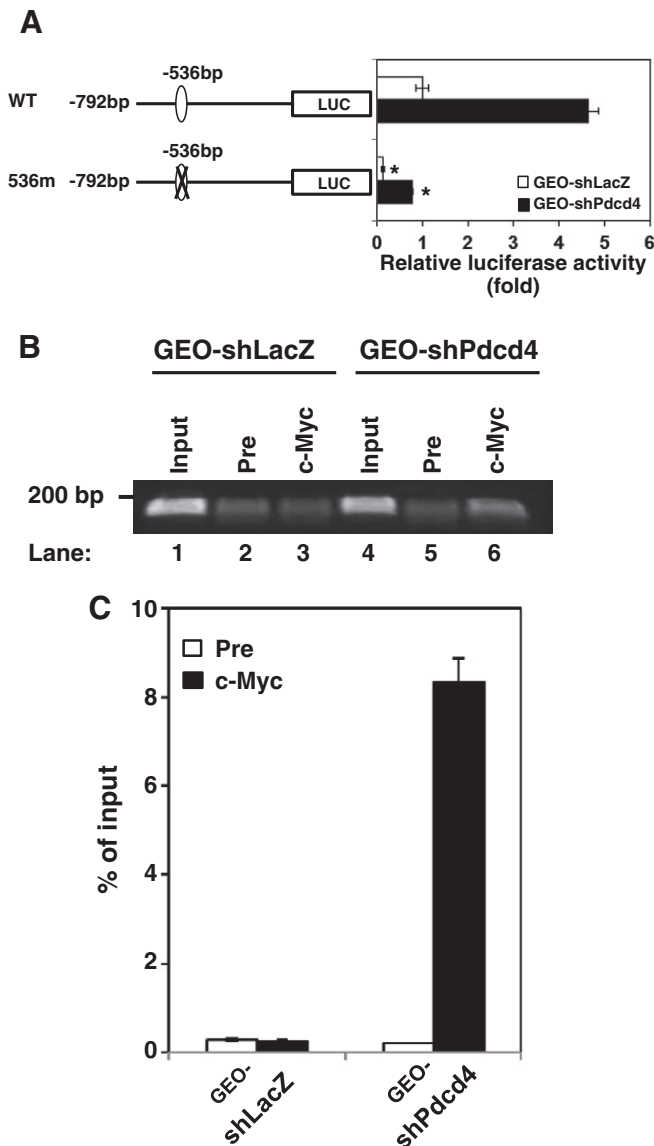 A
-536bp
WT -792bp LUC
-536bp
536m -792bp LUC
*
*
GEO-shLacZ
GEO-shPdcd4
0 1 2 3 4 5 6
Relative luciferase activity
(fold)
B
GEO-shLacZ GEO-shPdcd4
Input Pre c-Myc Input Pre c-Myc
200 bp
Lane: 1 2 3 4 5 6
C
Pre
c-Myc
10
8
6
4
2
0
% of input
GEO-
shLacZ
GEO-
shPdcd4